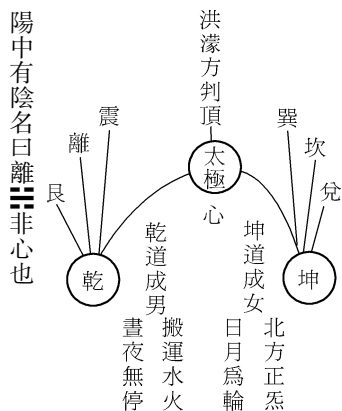 陽中有陰名曰離䷝非心也
洪濛方判頂
太極
心
震
離
艮
乾
巽
坎
兌
坤
乾道成男
坤道成女
搬運水火
晝夜無停
北方正炁
日月爲輪